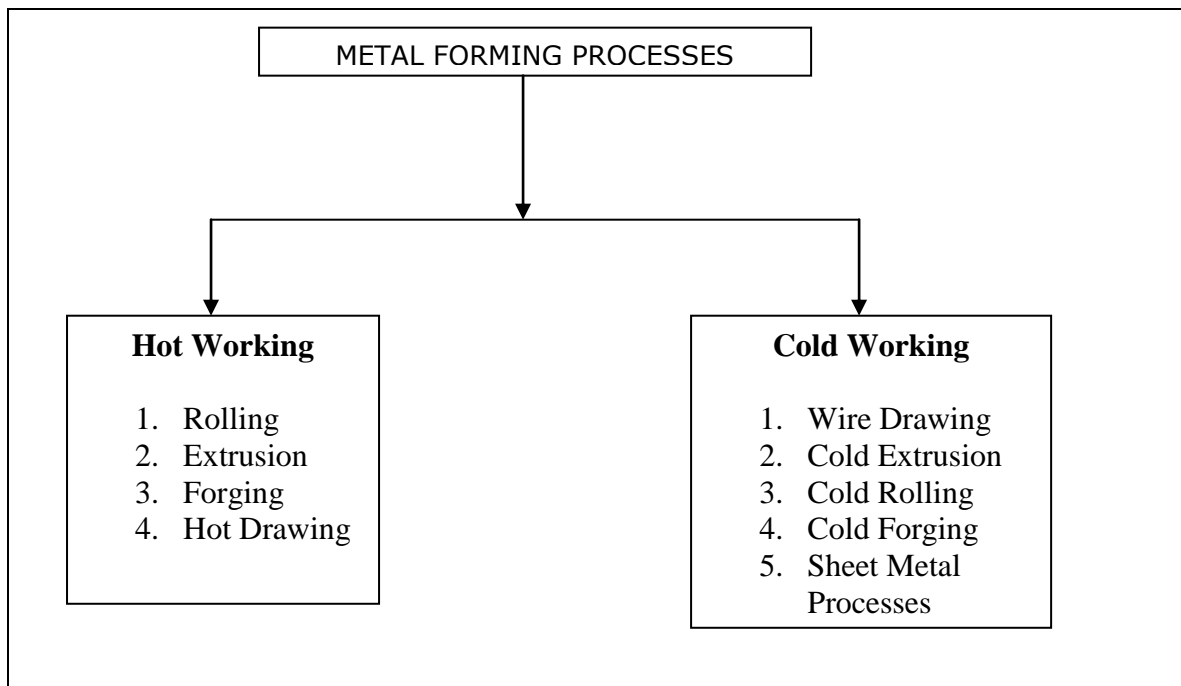 METAL FORMING PROCESSES
Hot Working
1. Rolling
2. Extrusion
3. Forging
4. Hot Drawing
Cold Working
1. Wire Drawing
2. Cold Extrusion
3. Cold Rolling
4. Cold Forging
5. Sheet Metal
Processes